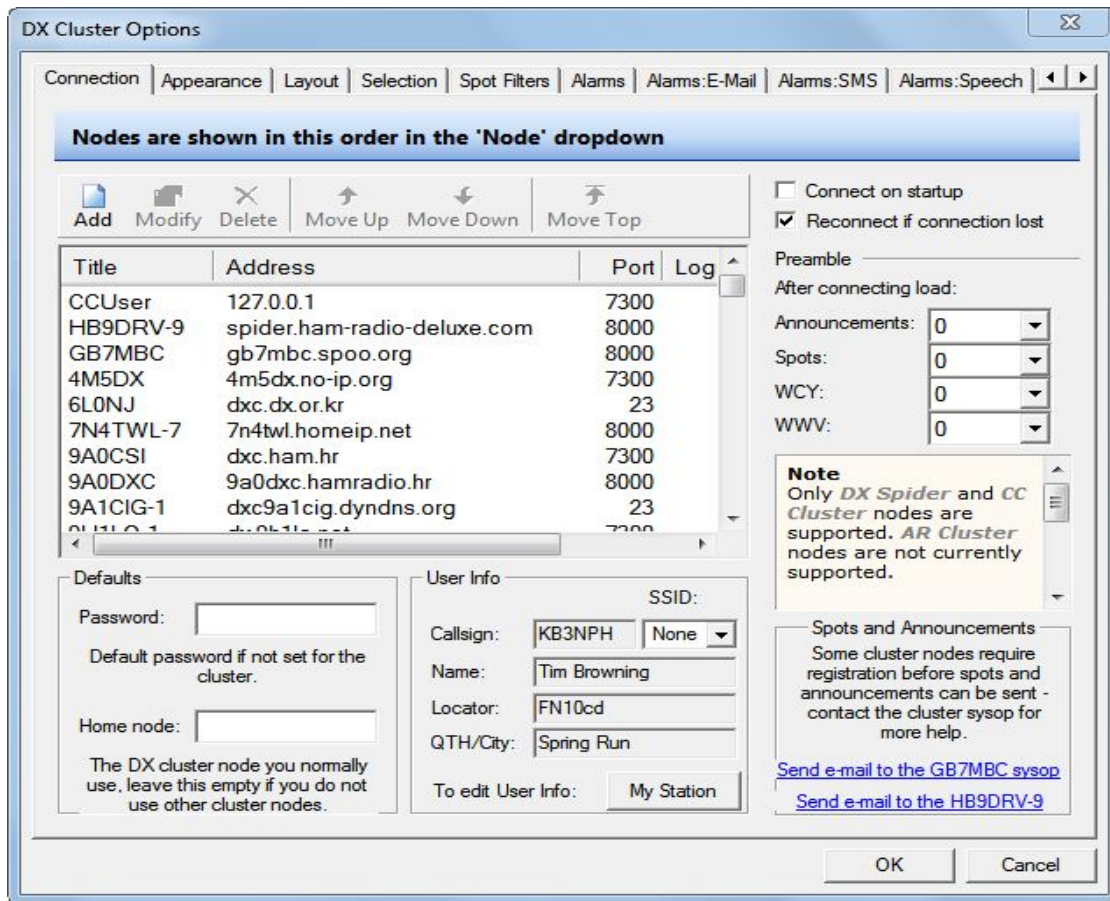 DX Cluster Options
Connection Appearance Layout Selection Spot Filters Alarms Alarms:E-Mail Alarms:SMS Alarms:Speech
Nodes are shown in this order in the 'Node' dropdown
Add Modify Delete Move Up Move Down Move Top
Title Address Port Log
CCUser 127.0.0.1 7300
HB9DRV-9 spider.ham-radio-deluxe.com 8000
GB7MBC gb7mbc.spoo.org 8000
4M5DX 4m5dx.no-ip.org 7300
6L0NJ dxc.dx.or.kr 23
7N4TWL-7 7n4twl.homeip.net 8000
9A0CSI dxc.ham.hr 7300
9A0DXC 9a0dxc.hamradio.hr 8000
9A1CIG-1 dxc9a1cig.dyndns.org 23
Connect on startup
Reconnect if connection lost
Preamble
After connecting load:
Announcements: 0
Spots: 0
WCY: 0
WWV: 0
Note
Only DX Spider and CC
Cluster nodes are
supported. AR Cluster
nodes are not currently
supported.
Defaults
Password:
Default password if not set for the
cluster.
Home node:
The DX cluster node you normally
use, leave this empty if you do not
use other cluster nodes.
User Info
SSID:
Callsign: KB3NPH None
Name: Tim Browning
Locator: FN10cd
QTH/City: Spring Run
To edit User Info: My Station
Spots and Announcements
Some cluster nodes require
registration before spots and
announcements can be sent -
contact the cluster sysop for
more help.
Send e-mail to the GB7MBC sysop
Send e-mail to the HB9DRV-9
OK Cancel